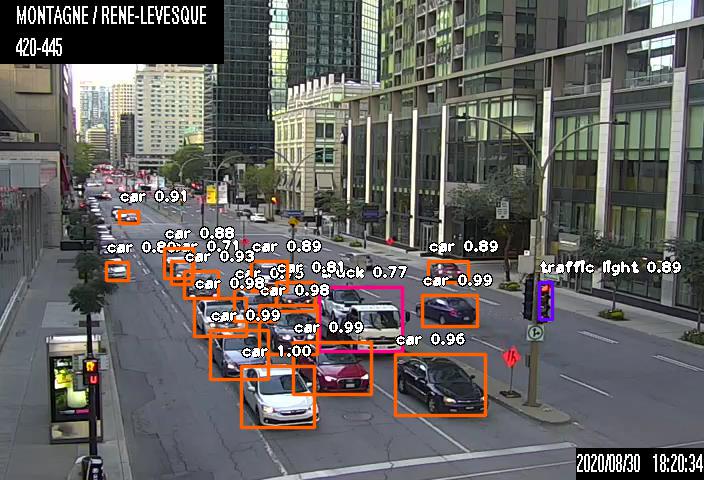 MONTAGNE / RENE-LEVESQUE
420-445
car 0.91
car 0.88
car 0.71
car 0.89
car 0.89
car 0.93
car 0.81
truck 0.77
traffic light 0.89
car 0.98
car 0.98
car 0.99
car 0.99
car 0.99
car 0.96
car 1.00
2020/08/30 18:20:34